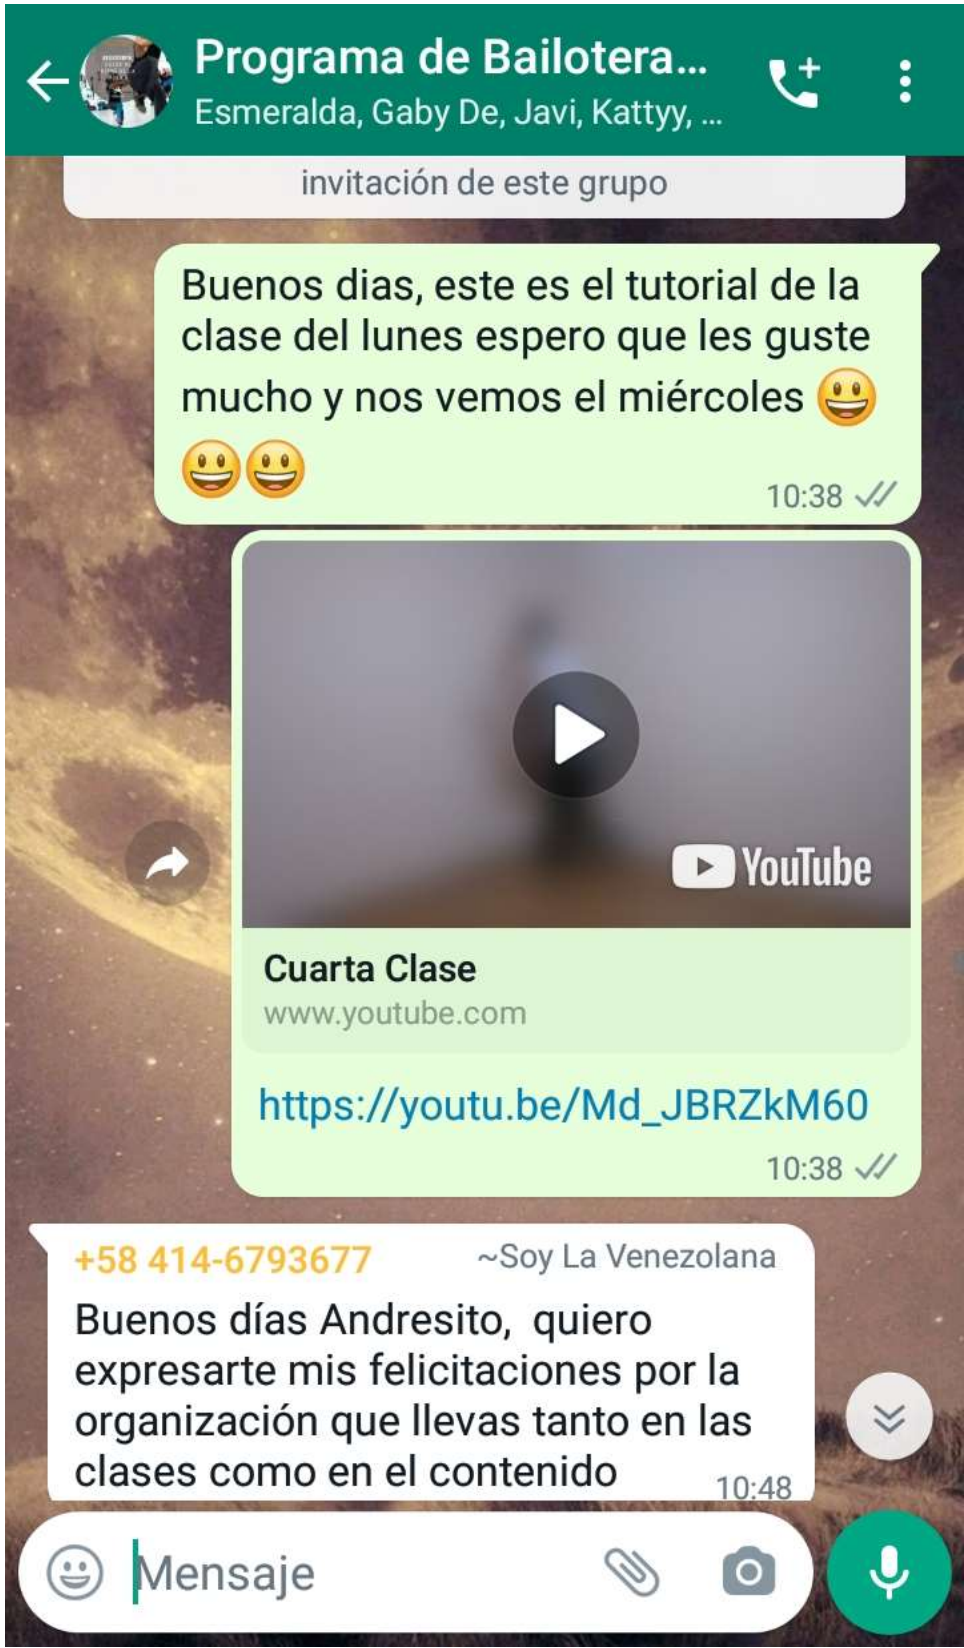 Programa de Bailotera...
Esmeralda, Gaby De, Javi, Kattyy, ...
invitación de este grupo
Buenos dias, este es el tutorial de la
clase del lunes espero que les guste
mucho y nos vemos el miércoles 😃
😃😃
10:38
YouTube
Cuarta Clase
www.youtube.com
https://youtu.be/Md_JBRZkM60
10:38
+58 414-6793677 ~Soy La Venezolana
Buenos días Andresito, quiero
expresarte mis felicitaciones por la
organización que llevas tanto en las
clases como en el contenido
10:48
Mensaje